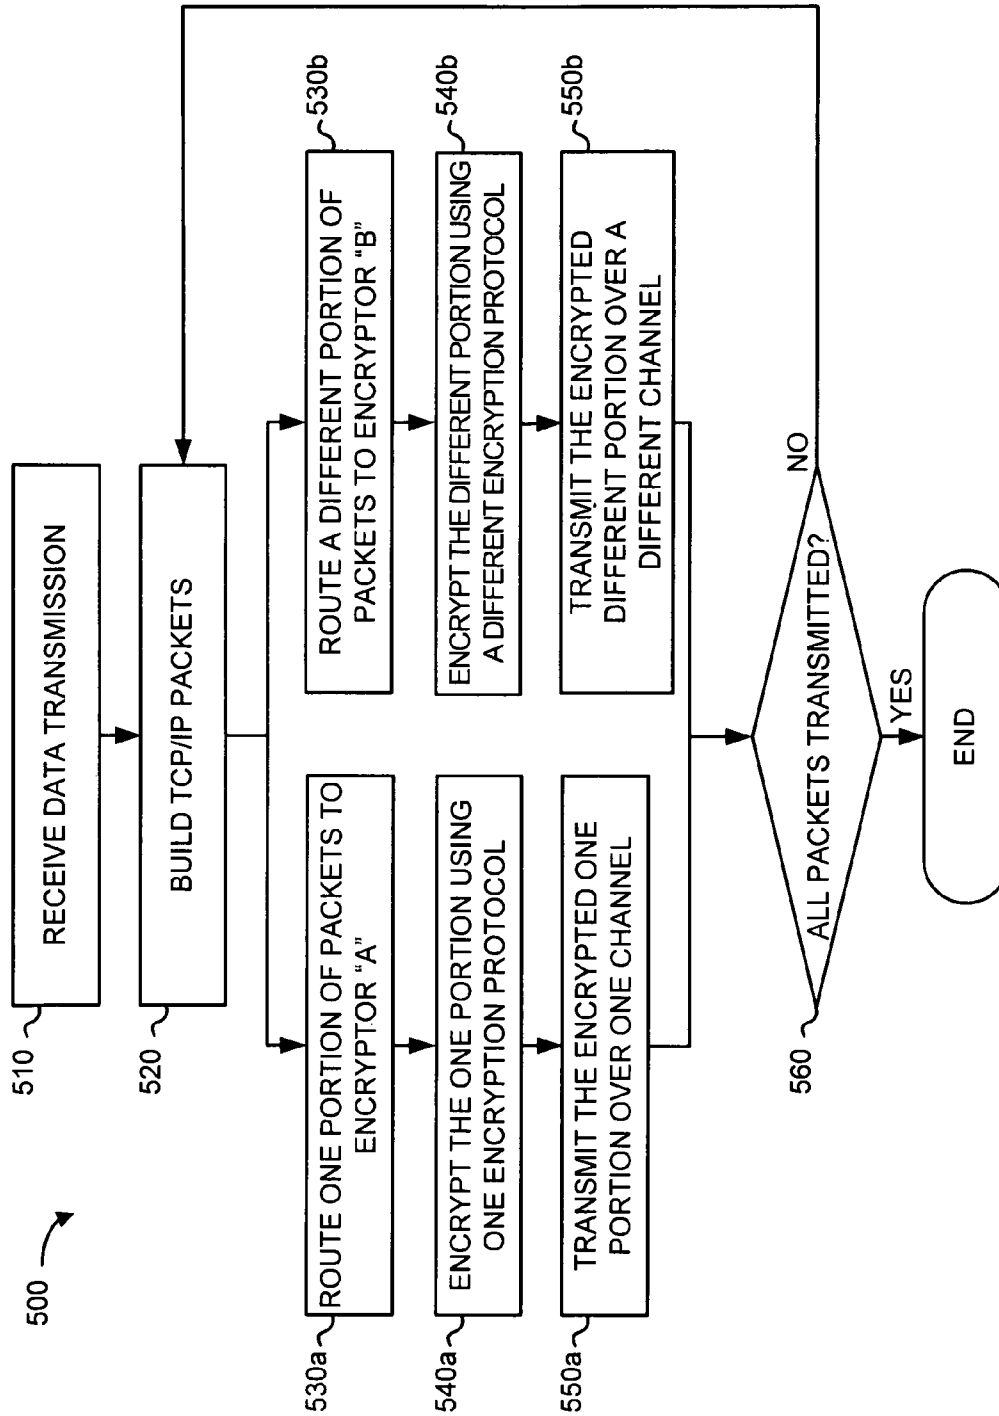 500
510
RECEIVE DATA TRANSMISSION
520
BUILD TCP/IP PACKETS
530a
ROUTE ONE PORTION OF PACKETS TO
ENCRYPTOR "A"
530b
ROUTE A DIFFERENT PORTION OF
PACKETS TO ENCRYPTOR "B"
540a
ENCRYPT THE ONE PORTION USING
ONE ENCRYPTION PROTOCOL
540b
ENCRYPT THE DIFFERENT PORTION USING
A DIFFERENT ENCRYPTION PROTOCOL
550a
TRANSMIT THE ENCRYPTED ONE
PORTION OVER ONE CHANNEL
550b
TRANSMIT THE ENCRYPTED
DIFFERENT PORTION OVER A
DIFFERENT CHANNEL
560
ALL PACKETS TRANSMITTED?
NO
YES
END